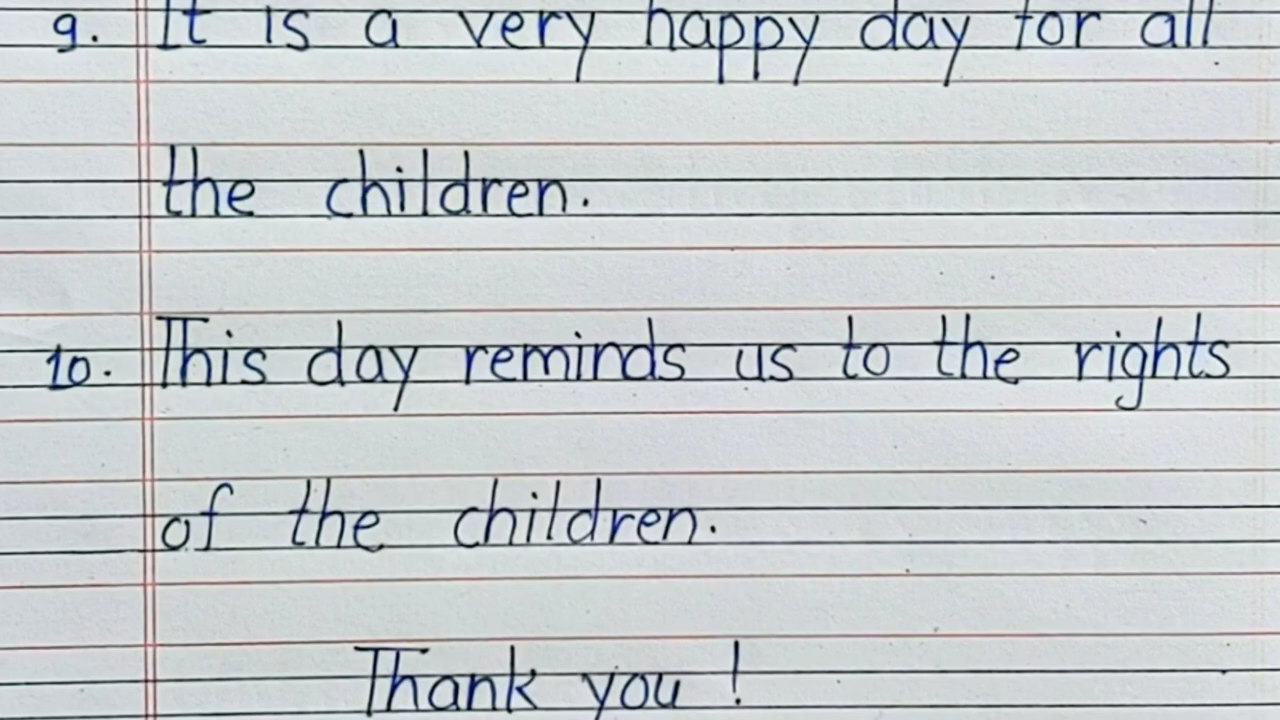 9. It is a very happy day for all
the children.
10. This day reminds us to the rights
of the children.
Thank you !